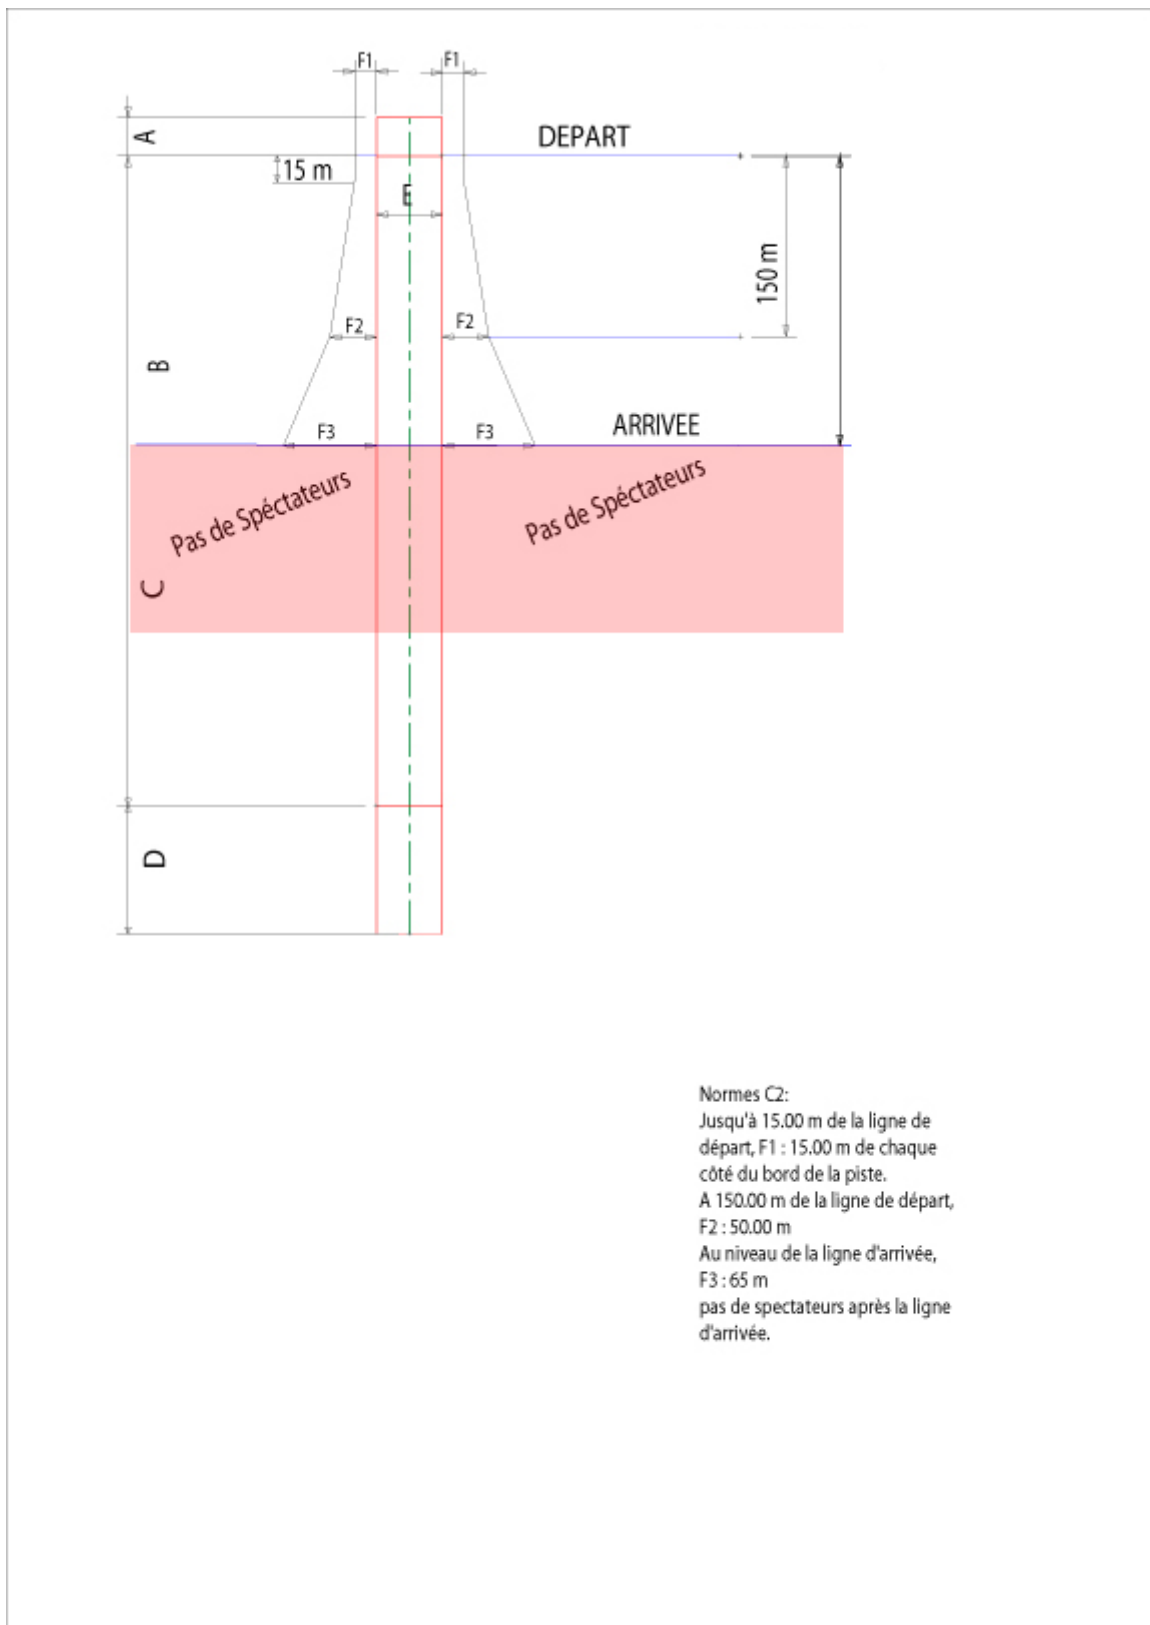 F1
F1
A
DEPART
15 m
E
150 m
F2
F2
B
ARRIVEE
F3
F3
Pas de Spéctateurs
Pas de Spéctateurs
C
D
Normes C2:
Jusqu'à 15.00 m de la ligne de
départ, F1 : 15.00 m de chaque
côté du bord de la piste.
A 150.00 m de la ligne de départ,
F2 : 50.00 m
Au niveau de la ligne d'arrivée,
F3 : 65 m
pas de spectateurs après la ligne
d'arrivée.